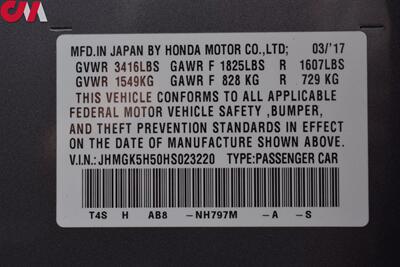 CM
MFD.IN JAPAN BY HONDA MOTOR CO.,LTD; 03/'17
GVWR 3416LBS GAWR F 1825LBS R 1607LBS
GVWR 1549KG GAWR F 828 KG R 729 KG
THIS VEHICLE CONFORMS TO ALL APPLICABLE
FEDERAL MOTOR VEHICLE SAFETY ,BUMPER,
AND THEFT PREVENTION STANDARDS IN EFFECT
ON THE DATE OF MANUFACTURE SHOWN ABOVE.
V.I.N.: JHMGK5H50HS023220 TYPE:PASSENGER CAR
T4S H AB8 -NH797M -A -S